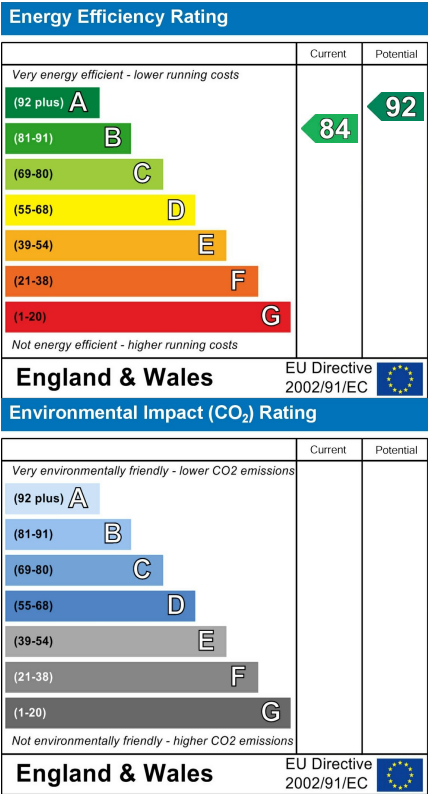 Energy Efficiency Rating
Current Potential
Very energy efficient - lower running costs
(92 plus) A
92
(81-91) B
84
(69-80) C
(55-68) D
(39-54) E
(21-38) F
(1-20) G
Not energy efficient - higher running costs
England & Wales
EU Directive
2002/91/EC
Environmental Impact (CO₂) Rating
Current Potential
Very environmentally friendly - lower CO2 emissions
(92 plus) A
(81-91) B
(69-80) C
(55-68) D
(39-54) E
(21-38) F
(1-20) G
Not environmentally friendly - higher CO2 emissions
England & Wales
EU Directive
2002/91/EC